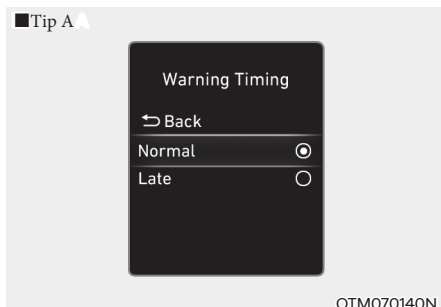 ■Tip A
Warning Timing
Back
Normal
Late
OTM070140N